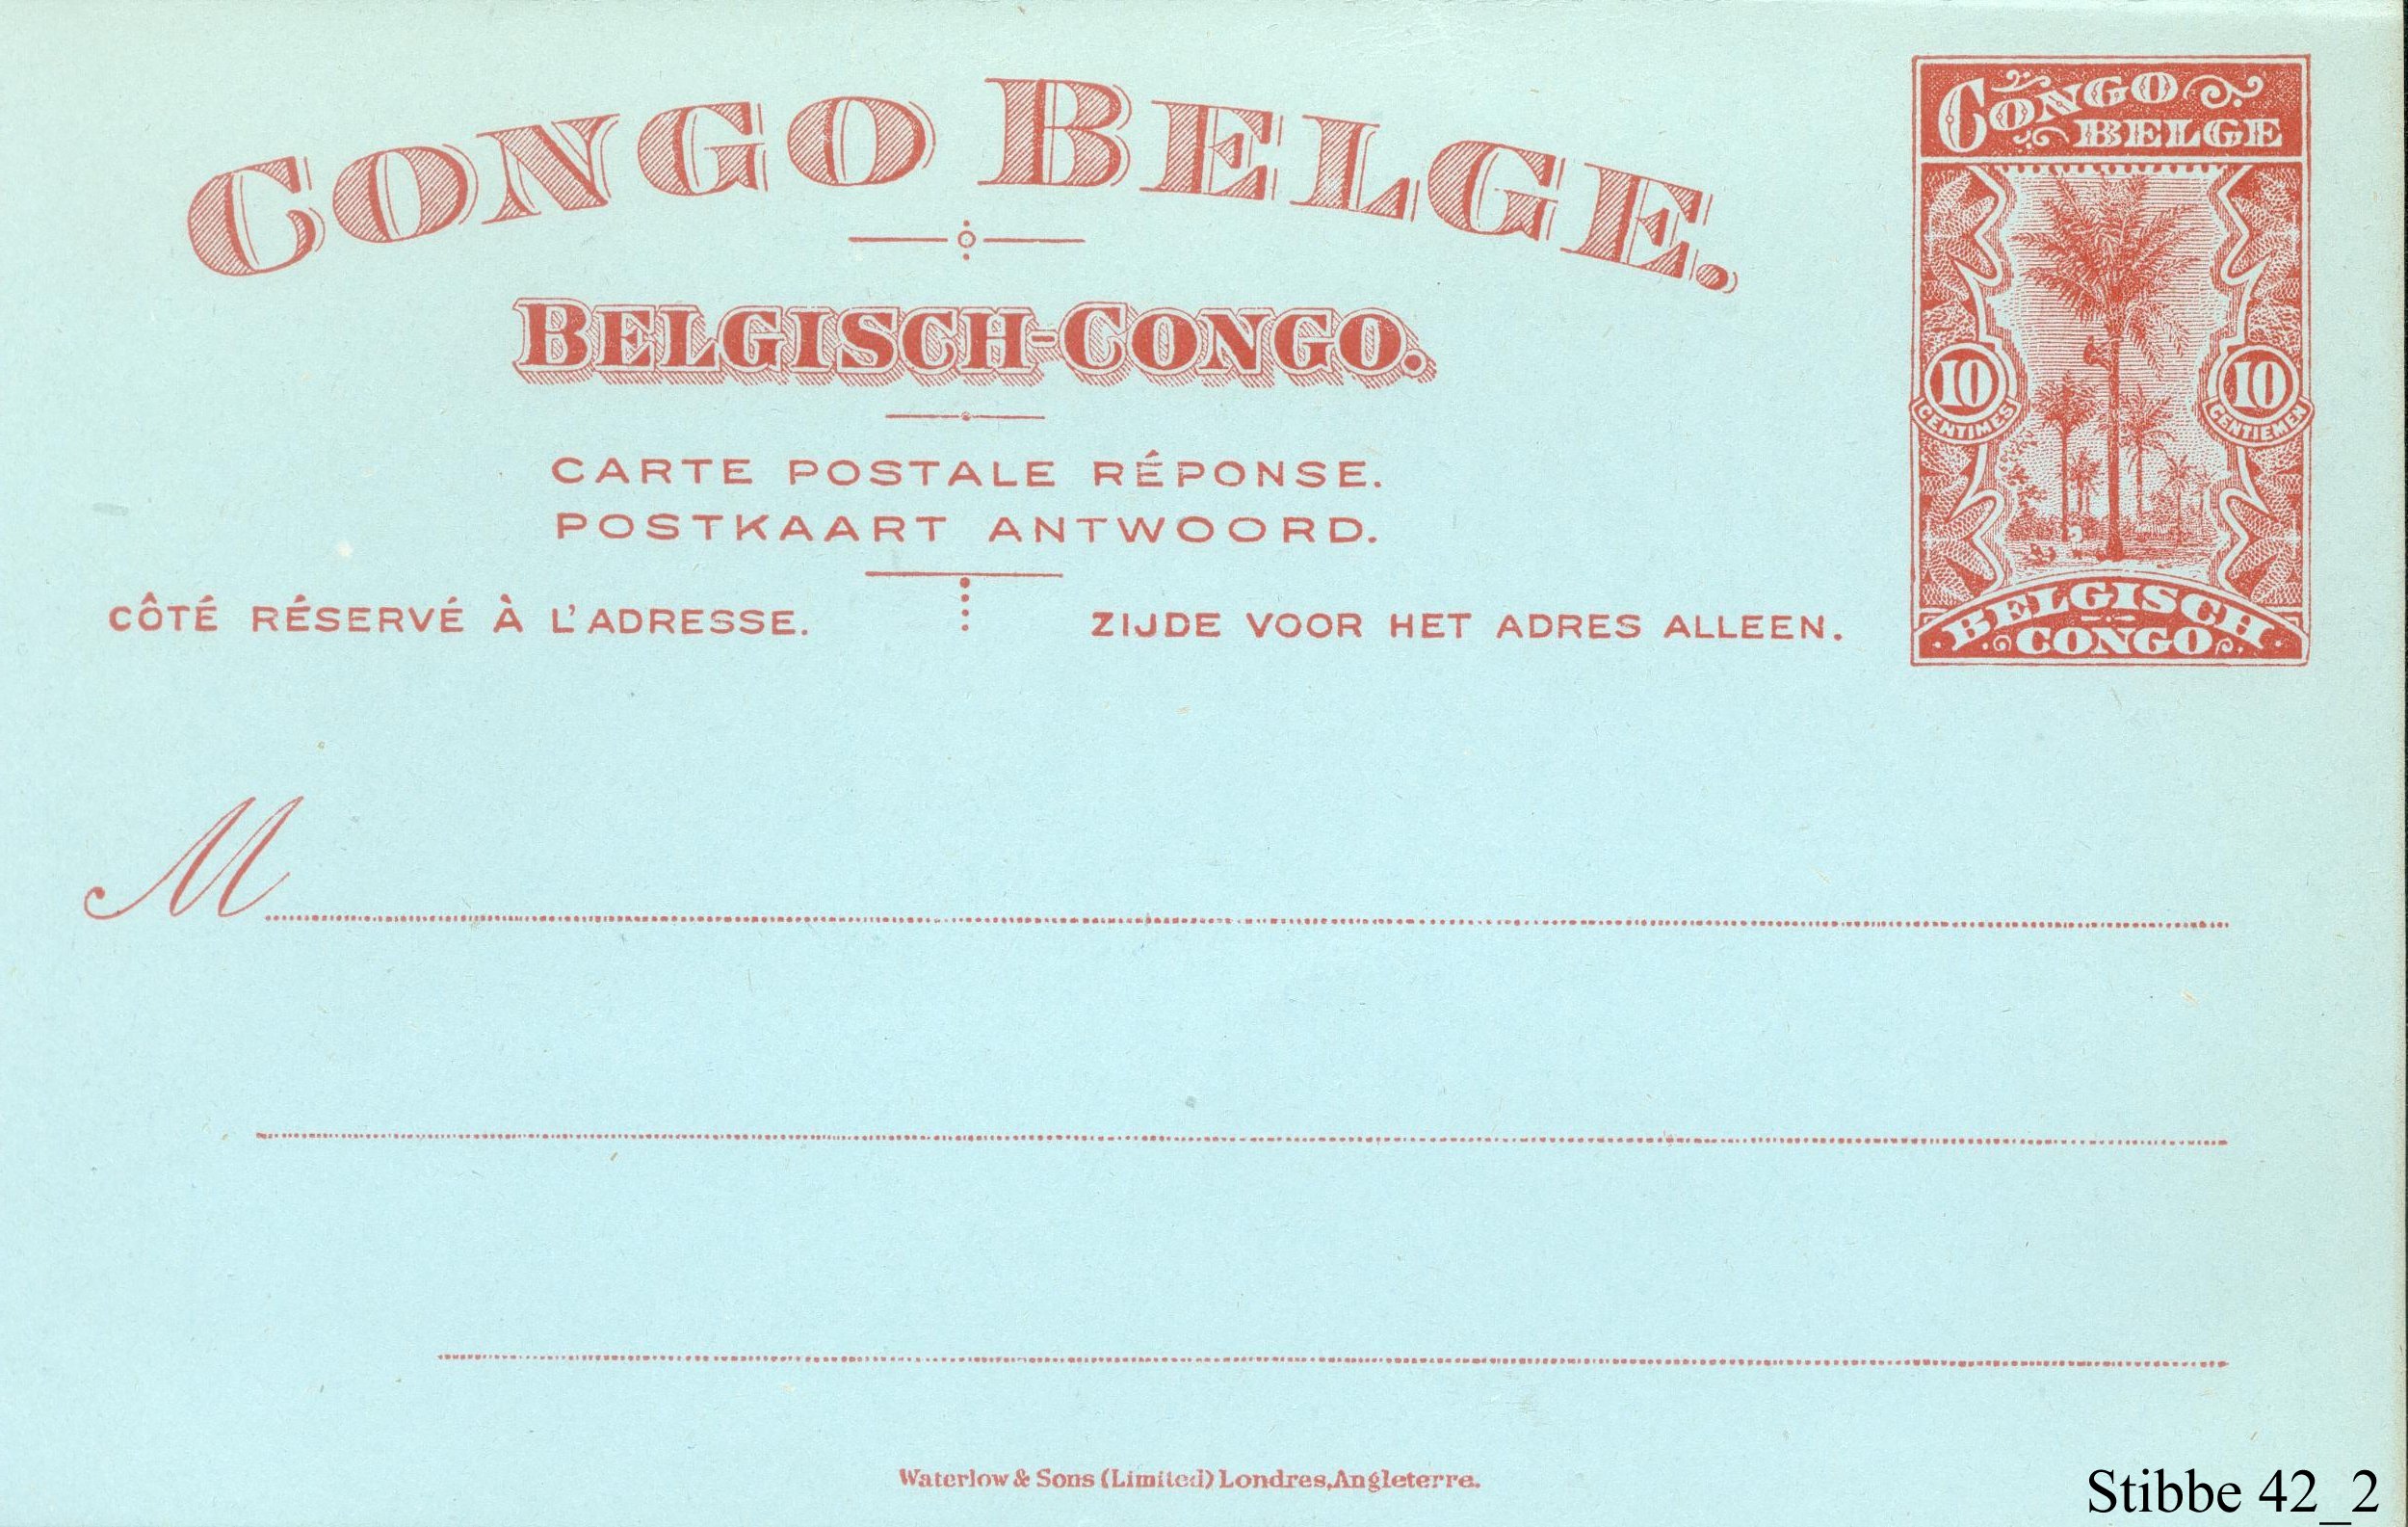 CONGO BELGE.
BELGISCH-CONGO.
CARTE POSTALE RÉPONSE.
POSTKAART ANTWOORD.
CÔTÉ RÉSERVÉ À L'ADRESSE.
ZIJDE VOOR HET ADRES ALLEEN.
CONGO
BELGE
10
CENTIMES
10
CENTIEMEN
BELGISCH
CONGO
M
Waterlow & Sons (Limited) Londres, Angleterre.
Stibbe 42_2